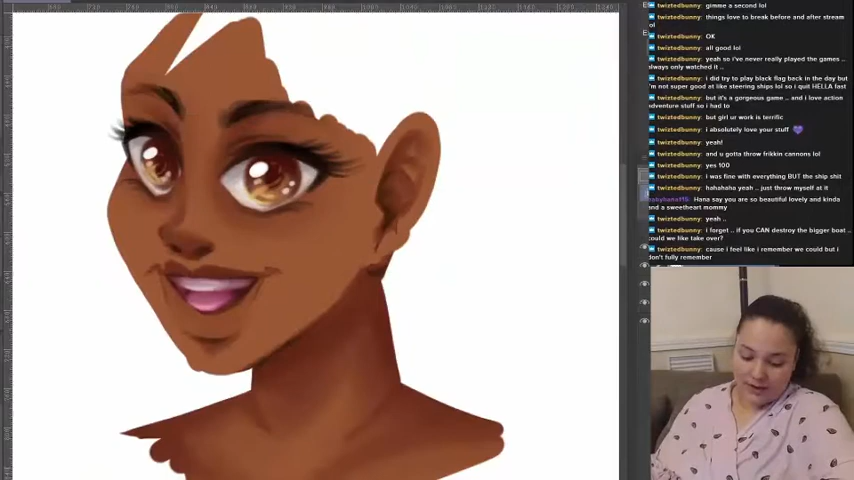 twiztedbunny: gimme a second lol
twiztedbunny: things love to break before and after stream
lol
twiztedbunny: OK
twiztedbunny: all good lol
twiztedbunny: yeah so i've never really played the games ..
always only watched it ..
twiztedbunny: i did try to play black flag back in the day but
i'm not super good at like steering ships lol so i quit HELLA
fast
twiztedbunny: but it's a gorgeous game .. and i love action
adventure stuff so i had to
twiztedbunny: but girl ur work is terrific
twiztedbunny: i absolutely love your stuff
twiztedbunny: yeah!
twiztedbunny: and u gotta throw frikkin cannons lol
twiztedbunny: yes 100
twiztedbunny: i was fine with everything BUT the ship shit
twiztedbunny: hahahaha yeah .. just throw myself at it
Hana say you are so beautiful lovely and kinda
and a sweetheart mommy
twiztedbunny: yeah ..
twiztedbunny: i forget .. if you CAN destroy the bigger boat ..
could we like take over?
twiztedbunny: cause i feel like i remember we could but i
don't fully remember